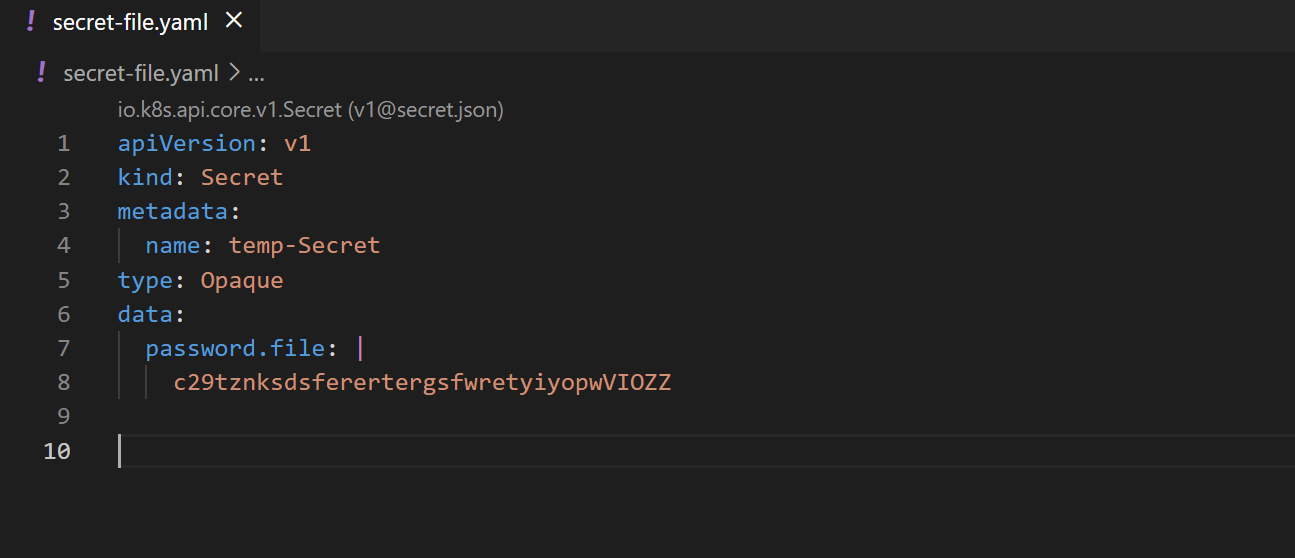 ! secret-file.yaml ×
! secret-file.yaml > ...
io.k8s.api.core.v1.Secret (v1@secret.json)
1 apiVersion: v1
2 kind: Secret
3 metadata:
4   name: temp-Secret
5 type: Opaque
6 data:
7   password.file: |
8     c29tznksdsferertergsfwretyiyopwVIOZZ
9
10